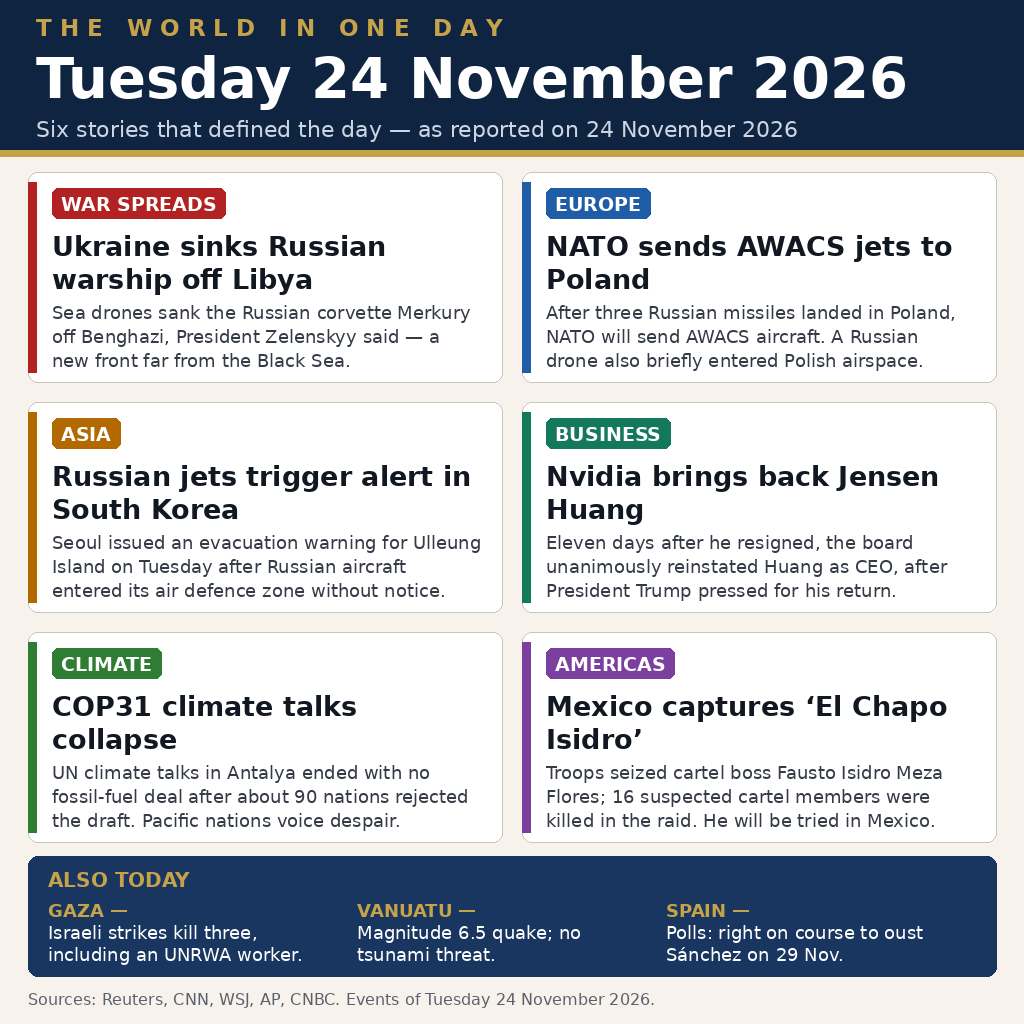 THE WORLD IN ONE DAY
Tuesday 24 November 2026
Six stories that defined the day — as reported on 24 November 2026
WAR SPREADS
Ukraine sinks Russian
warship off Libya
Sea drones sank the Russian corvette Merkury
off Benghazi, President Zelenskyy said — a
new front far from the Black Sea.
EUROPE
NATO sends AWACS jets to
Poland
After three Russian missiles landed in Poland,
NATO will send AWACS aircraft. A Russian
drone also briefly entered Polish airspace.
ASIA
Russian jets trigger alert in
South Korea
Seoul issued an evacuation warning for Ulleung
Island on Tuesday after Russian aircraft
entered its air defence zone without notice.
BUSINESS
Nvidia brings back Jensen
Huang
Eleven days after he resigned, the board
unanimously reinstated Huang as CEO, after
President Trump pressed for his return.
CLIMATE
COP31 climate talks
collapse
UN climate talks in Antalya ended with no
fossil-fuel deal after about 90 nations rejected
the draft. Pacific nations voice despair.
AMERICAS
Mexico captures ‘El Chapo
Isidro’
Troops seized cartel boss Fausto Isidro Meza
Flores; 16 suspected cartel members were
killed in the raid. He will be tried in Mexico.
ALSO TODAY
GAZA —
Israeli strikes kill three,
including an UNRWA worker.
VANUATU —
Magnitude 6.5 quake; no
tsunami threat.
SPAIN —
Polls: right on course to oust
Sánchez on 29 Nov.
Sources: Reuters, CNN, WSJ, AP, CNBC. Events of Tuesday 24 November 2026.